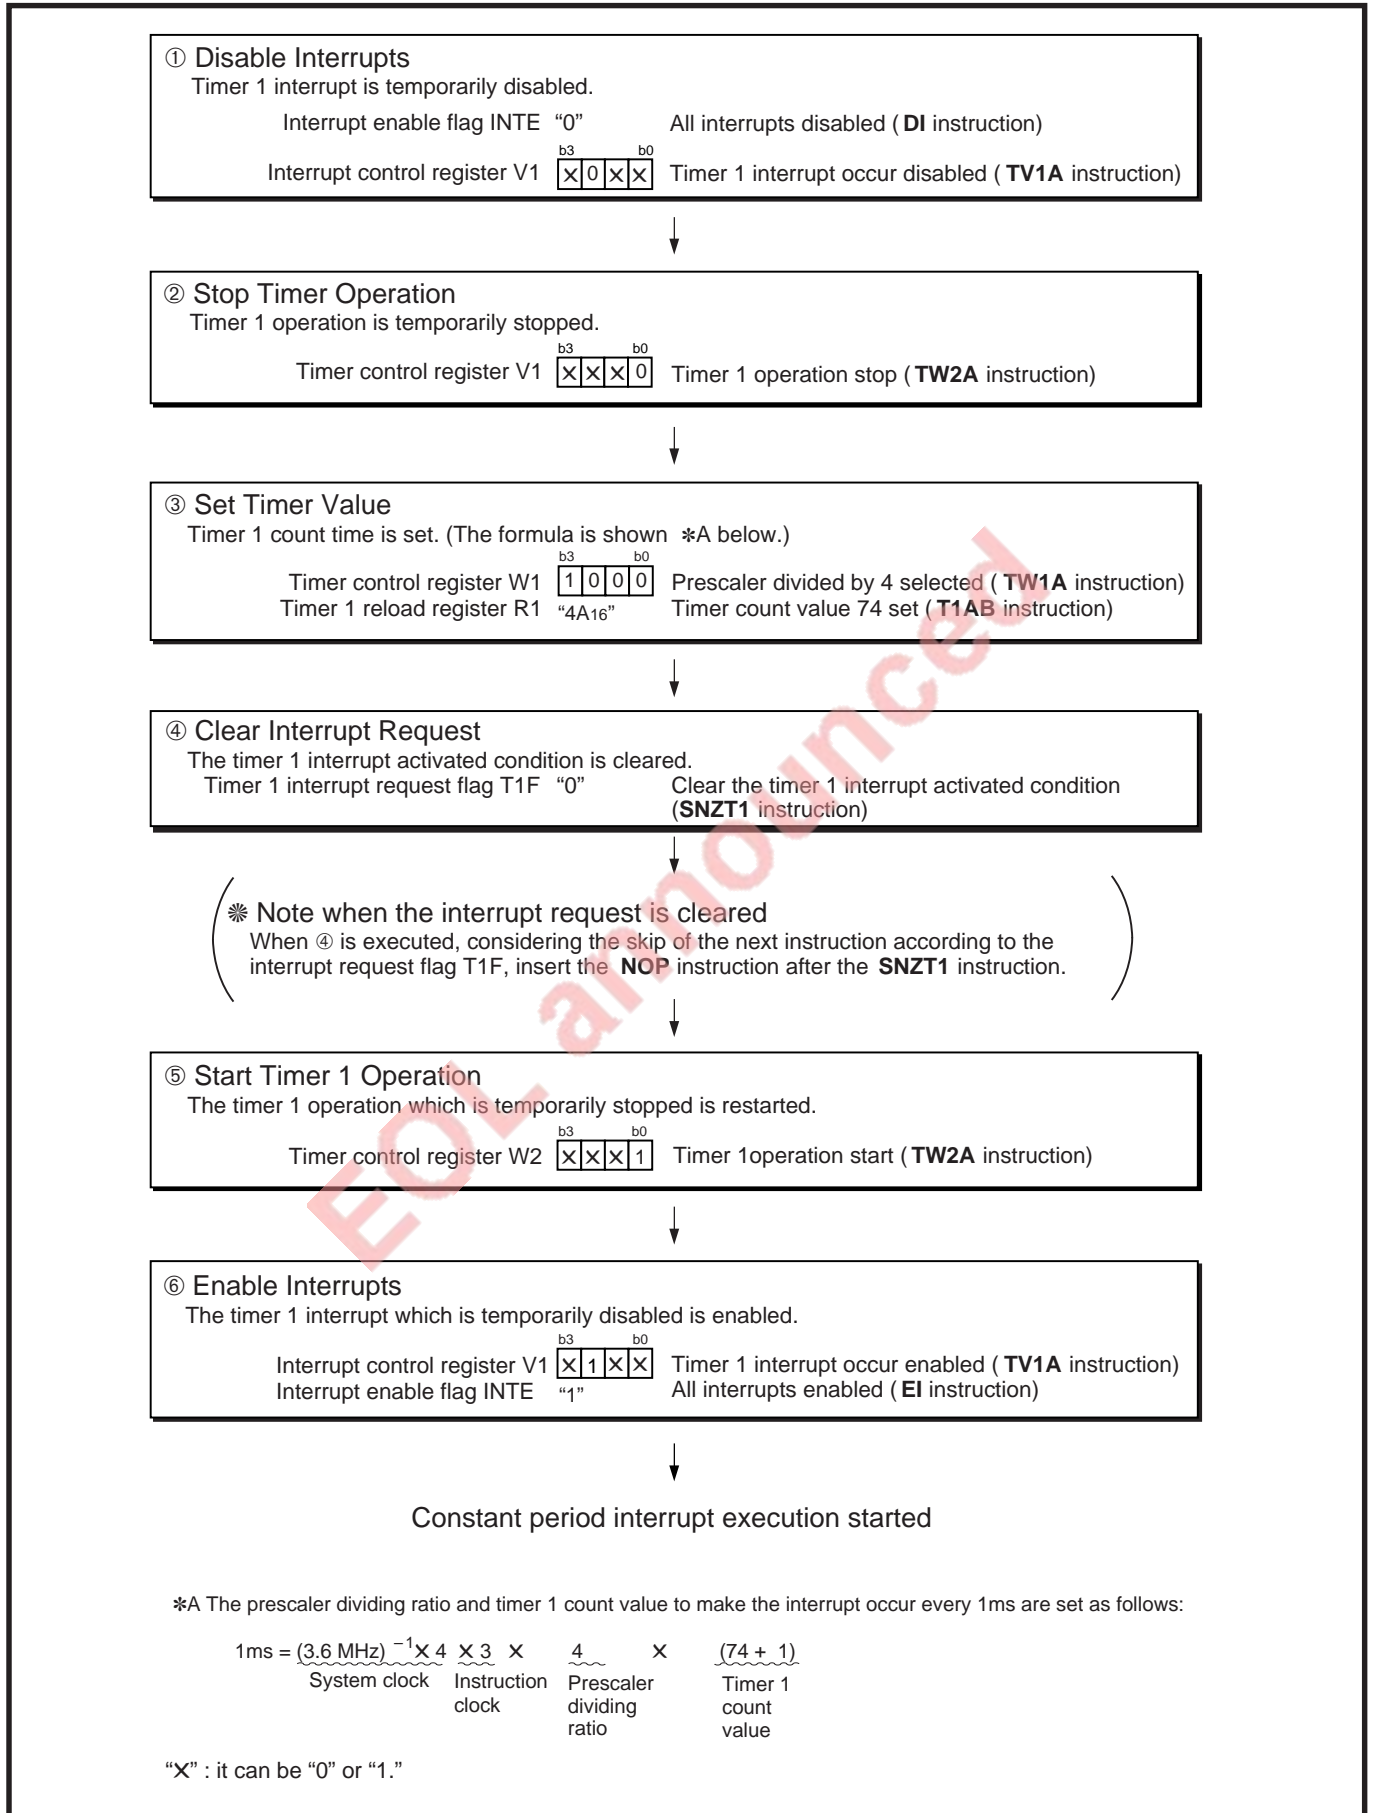 ① Disable Interrupts
Timer 1 interrupt is temporarily disabled.
Interrupt enable flag INTE “0” All interrupts disabled ( DI instruction)
b3 b0
Interrupt control register V1 ✕ 0 ✕ ✕ Timer 1 interrupt occur disabled ( TV1A instruction)
② Stop Timer Operation
Timer 1 operation is temporarily stopped.
b3 b0
Timer control register V1 ✕ ✕ ✕ 0 Timer 1 operation stop ( TW2A instruction)
③ Set Timer Value
Timer 1 count time is set. (The formula is shown ✻A below.)
b3 b0
Timer control register W1 1 0 0 0 Prescaler divided by 4 selected ( TW1A instruction)
Timer 1 reload register R1 “4A16” Timer count value 74 set ( T1AB instruction)
④ Clear Interrupt Request
The timer 1 interrupt activated condition is cleared.
Timer 1 interrupt request flag T1F “0” Clear the timer 1 interrupt activated condition
(SNZT1 instruction)
❊ Note when the interrupt request is cleared
When ④ is executed, considering the skip of the next instruction according to the
interrupt request flag T1F, insert the NOP instruction after the SNZT1 instruction.
⑤ Start Timer 1 Operation
The timer 1 operation which is temporarily stopped is restarted.
b3 b0
Timer control register W2 ✕ ✕ ✕ 1 Timer 1operation start ( TW2A instruction)
⑥ Enable Interrupts
The timer 1 interrupt which is temporarily disabled is enabled.
b3 b0
Interrupt control register V1 ✕ 1 ✕ ✕ Timer 1 interrupt occur enabled ( TV1A instruction)
Interrupt enable flag INTE “1” All interrupts enabled ( EI instruction)
Constant period interrupt execution started
✻A The prescaler dividing ratio and timer 1 count value to make the interrupt occur every 1ms are set as follows:
1ms = (3.6 MHz) –1 ✕ 4 ✕ 3 ✕ 4 ✕ (74 + 1)
System clock Instruction Prescaler Timer 1
clock dividing count
ratio value
“✕” : it can be “0” or “1.”
EOL announced